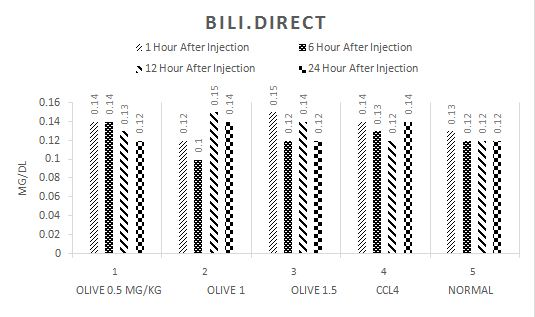 BILI.DIRECT
1 Hour After Injection 6 Hour After Injection
12 Hour After Injection 24 Hour After Injection
0.14 0.14 0.13 0.12 0.12 0.1 0.15 0.14 0.15 0.12 0.14 0.12 0.14 0.13 0.12 0.14 0.13 0.12 0.12 0.12
0.16
0.14
0.12
0.1
0.08
0.06
0.04
0.02
0
MG/DL
1 2 3 4 5
OLIVE 0.5 MG/KG OLIVE 1 OLIVE 1.5 CCL4 NORMAL